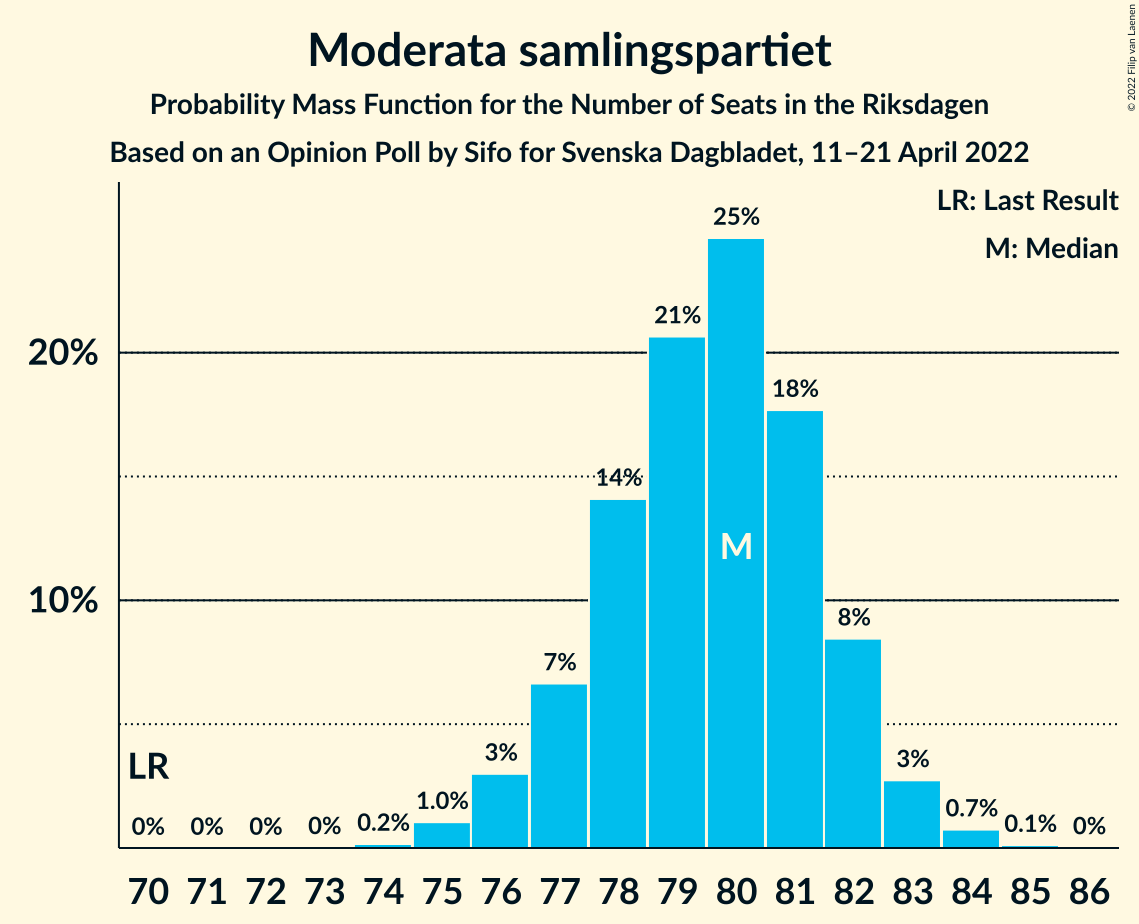 Moderata samlingspartiet
Probability Mass Function for the Number of Seats in the Riksdagen
Based on an Opinion Poll by Sifo for Svenska Dagbladet, 11–21 April 2022
© 2022 Filip van Laenen
LR: Last Result
M: Median
25%
21%
20%
18%
14%
M
10%
8%
7%
3%
3%
LR
1.0%
0.7%
0% 0% 0% 0% 0.2% 0.1% 0%
70 71 72 73 74 75 76 77 78 79 80 81 82 83 84 85 86